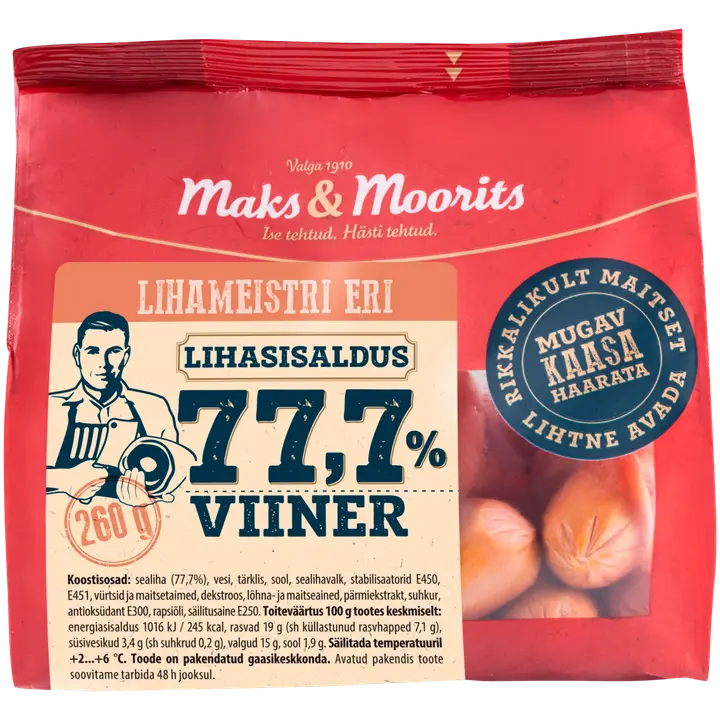 Valga 1910
Maks & Moorits
Ise tehtud. Hästi tehtud.
LIHAMEISTRI ERI
LIHASISALDUS
77,7%
VIINER
260 g
RIKKALIKULT MAITSET
MUGAV
KAASA
HAARATA
LIHTNE AVADA
Koostisosad: sealiha (77,7%), vesi, tärklis, sool, sealihavalk, stabilisaatorid E450,
E451, vürtsid ja maitsetaimed, dekstroos, lõhna- ja maitseained, pärmiekstrakt, suhkur,
antioksüdant E300, rapsiõli, säilitusaine E250. Toiteväärtus 100 g tootes keskmiselt:
energiasisaldus 1016 kJ / 245 kcal, rasvad 19 g (sh küllastunud rasvhapped 7,1 g),
süsivesikud 3,4 g (sh suhkrud 0,2 g), valgud 15 g, sool 1,9 g. Säilitada temperatuuril
+2...+6 °C. Toode on pakendatud gaasikeskkonda. Avatud pakendis toote
soovitame tarbida 48 h jooksul.